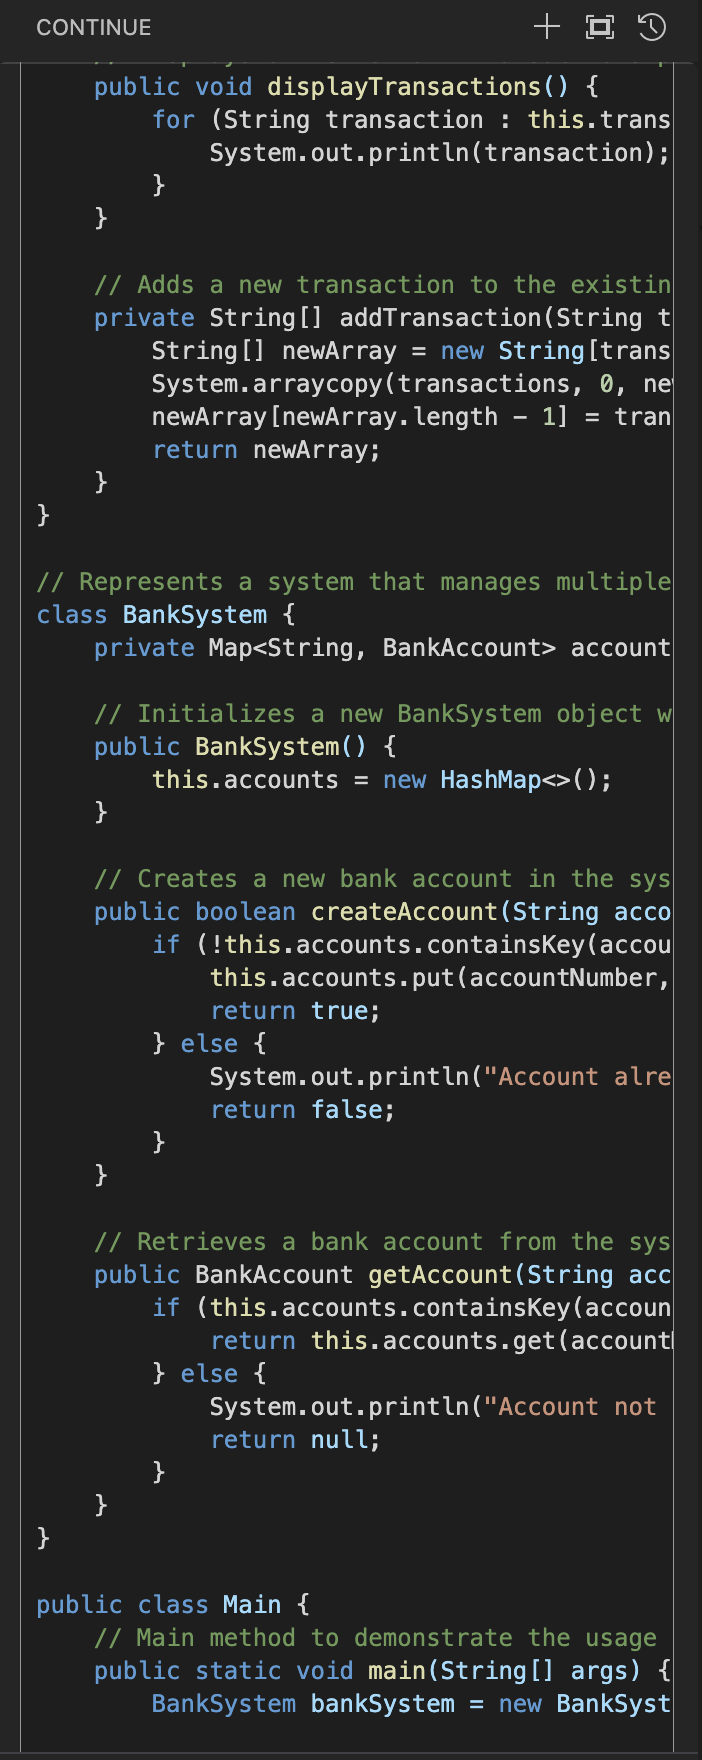 CONTINUE
public void displayTransactions() {
for (String transaction : this.trans
System.out.println(transaction);
}
}
// Adds a new transaction to the existin
private String[] addTransaction(String t
String[] newArray = new String[trans
System.arraycopy(transactions, 0, ne
newArray[newArray.length - 1] = tran
return newArray;
}
}
// Represents a system that manages multiple
class BankSystem {
private Map<String, BankAccount> account
// Initializes a new BankSystem object w
public BankSystem() {
this.accounts = new HashMap<>();
}
// Creates a new bank account in the sys
public boolean createAccount(String acco
if (!this.accounts.containsKey(accou
this.accounts.put(accountNumber,
return true;
} else {
System.out.println("Account alre
return false;
}
}
// Retrieves a bank account from the sys
public BankAccount getAccount(String acc
if (this.accounts.containsKey(accoun
return this.accounts.get(account
} else {
System.out.println("Account not
return null;
}
}
}
public class Main {
// Main method to demonstrate the usage
public static void main(String[] args) {
BankSystem bankSystem = new BankSyst